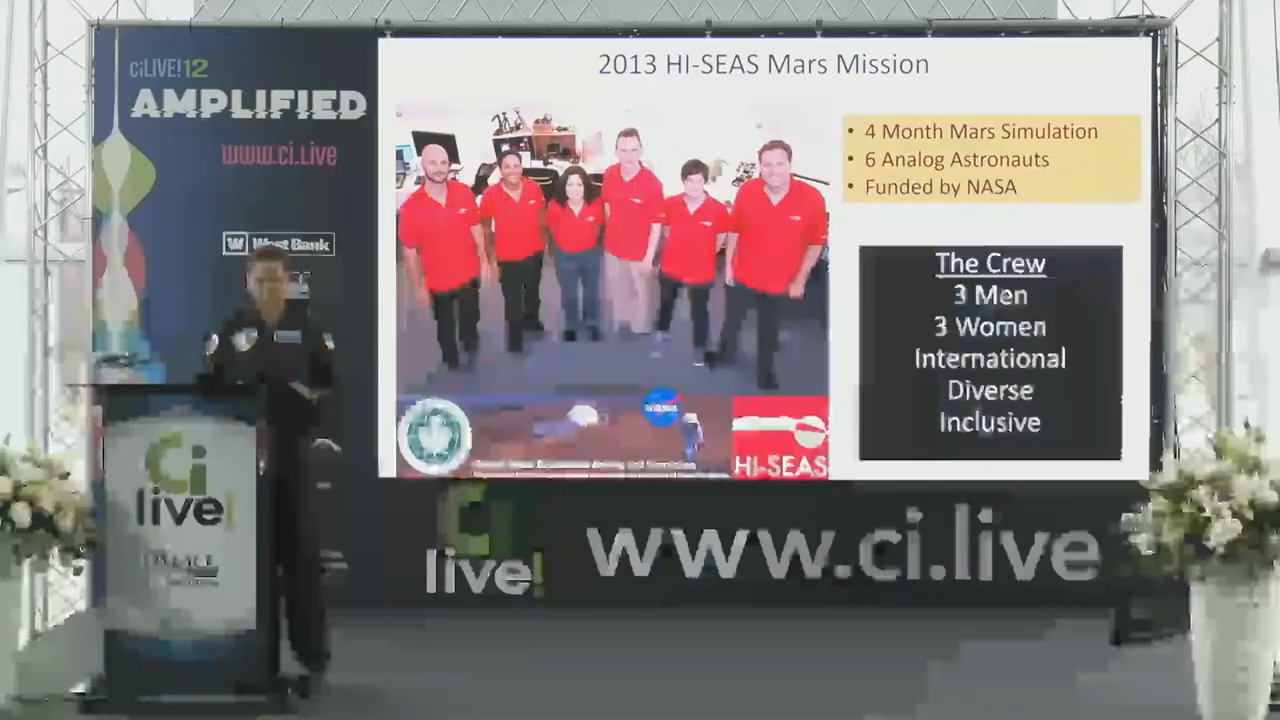 2013 HI-SEAS Mars Mission
ciLIVE!12
AMPLIFIED
www.ci.live
West Bank
• 4 Month Mars Simulation
• 6 Analog Astronauts
• Funded by NASA
The Crew
3 Men
3 Women
International
Diverse
Inclusive
HI-SEAS
Ci
live!
live!
www.ci.live